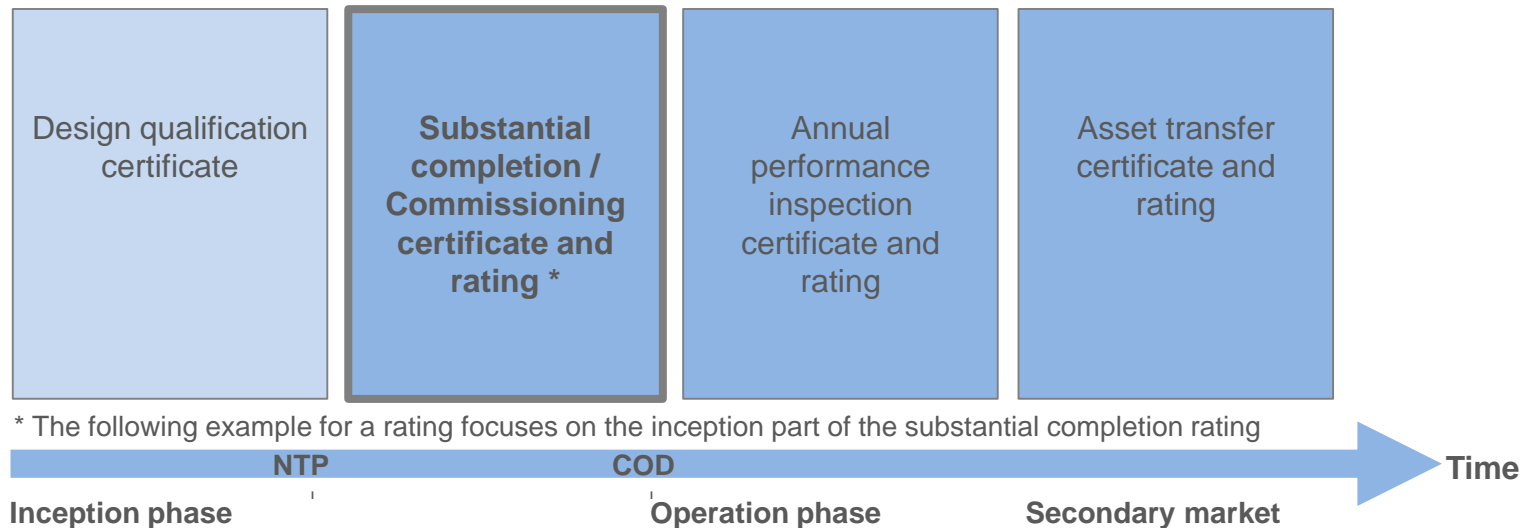 Design qualification
certificate
Substantial
completion /
Commissioning
certificate and
rating *
Annual
performance
inspection
certificate and
rating
Asset transfer
certificate and
rating
* The following example for a rating focuses on the inception part of the substantial completion rating
NTP COD
Time
Inception phase Operation phase Secondary market